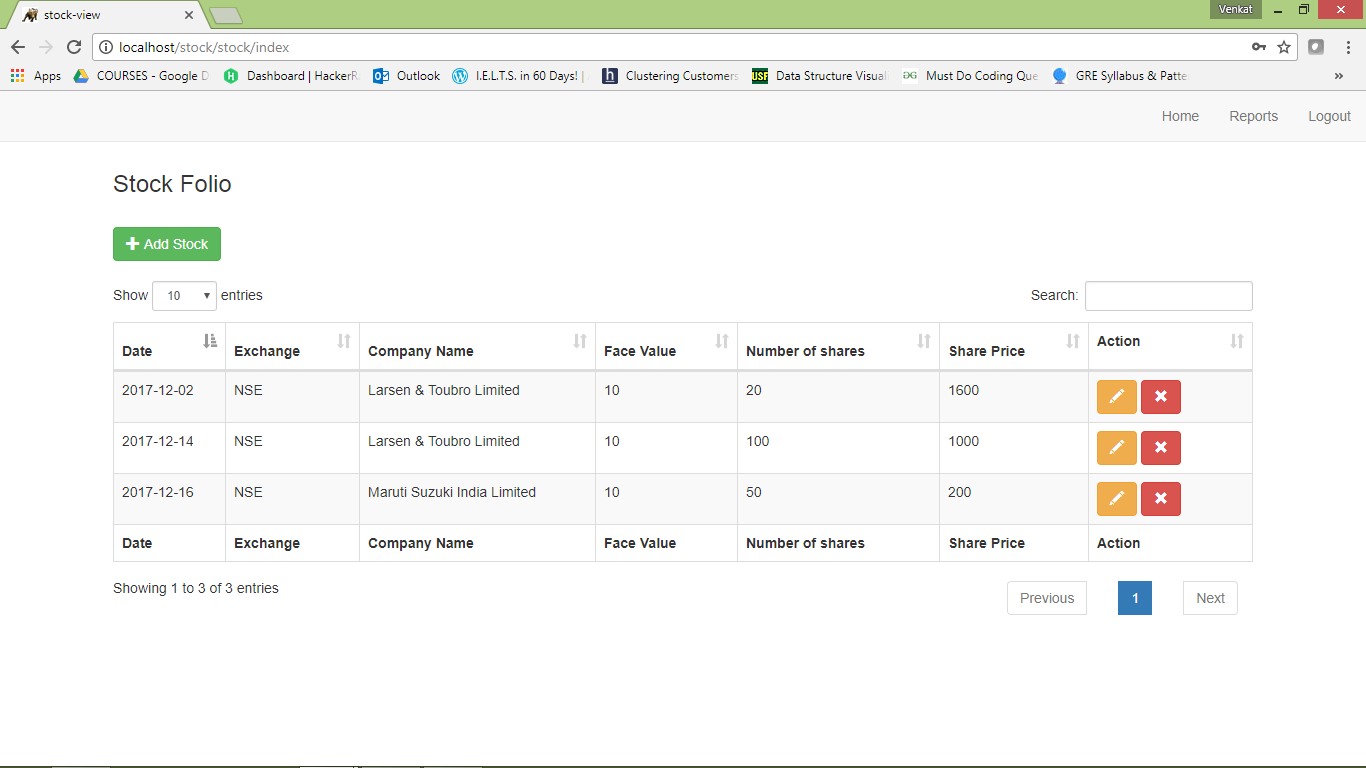 stock-view
Venkat
localhost/stock/stock/index
Apps COURSES - Google D Dashboard | HackerR Outlook I.E.L.T.S. in 60 Days! | Clustering Customers USF Data Structure Visual Must Do Coding Que GRE Syllabus & Patte
Home Reports Logout
Stock Folio
Add Stock
Show 10 entries Search:
Date Exchange Company Name Face Value Number of shares Share Price Action
2017-12-02 NSE Larsen & Toubro Limited 10 20 1600
2017-12-14 NSE Larsen & Toubro Limited 10 100 1000
2017-12-16 NSE Maruti Suzuki India Limited 10 50 200
Date Exchange Company Name Face Value Number of shares Share Price Action
Showing 1 to 3 of 3 entries Previous 1 Next